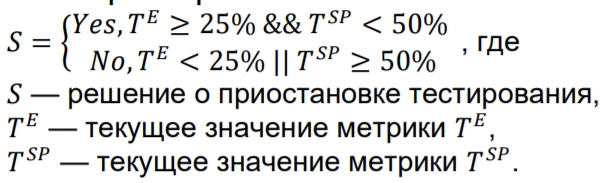 S = {Yes, T^E ≥ 25% && T^SP < 50%
No, T^E < 25% || T^SP ≥ 50% , где
S — решение о приостановке тестирования,
T^E — текущее значение метрики T^E,
T^SP — текущее значение метрики T^SP.